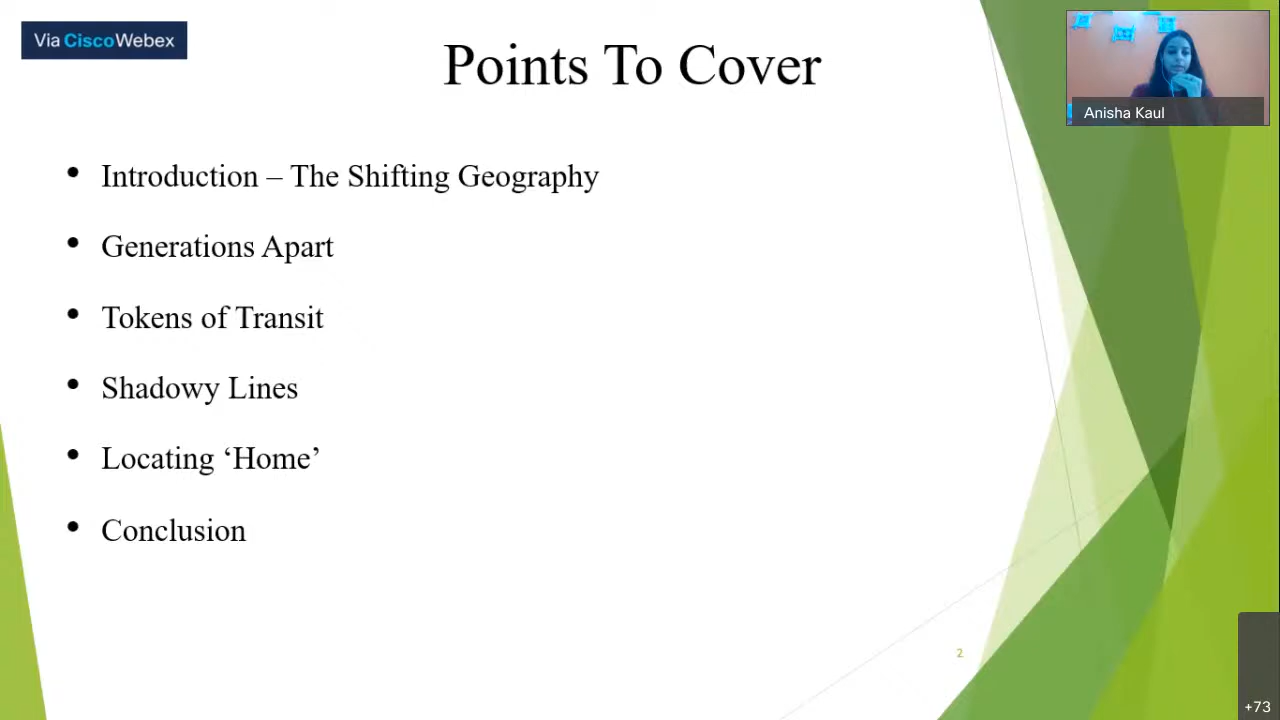 Via CiscoWebex
Points To Cover
Anisha Kaul
• Introduction – The Shifting Geography
• Generations Apart
• Tokens of Transit
• Shadowy Lines
• Locating ‘Home’
• Conclusion
2
+73